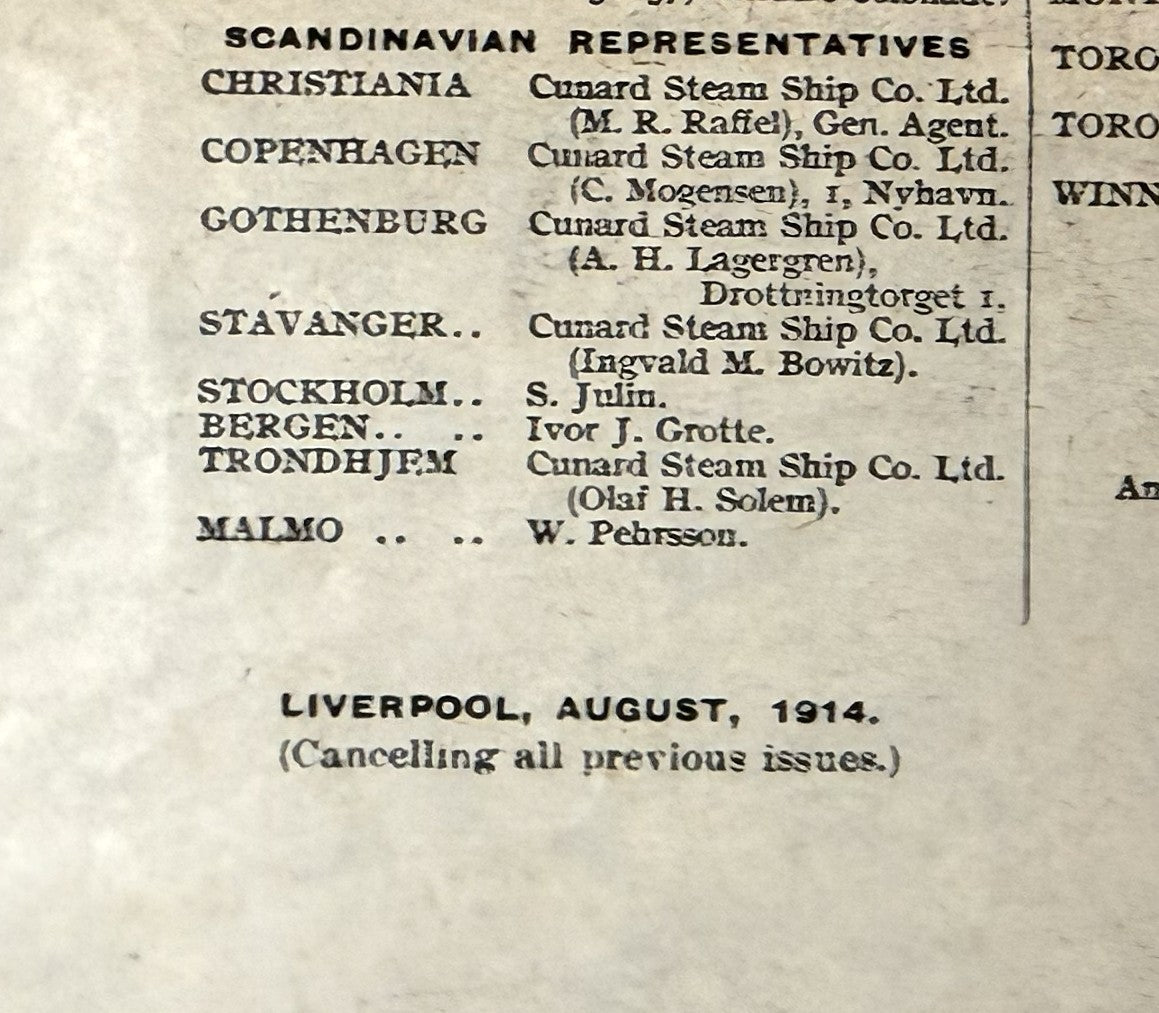 SCANDINAVIAN REPRESENTATIVES
CHRISTIANIA Cunard Steam Ship Co. Ltd.
(M. R. Raffel), Gen. Agent.
COPENHAGEN Cunard Steam Ship Co. Ltd.
(C. Mogensen), 1, Nyhavn.
GOTHENBURG Cunard Steam Ship Co. Ltd.
(A. H. Lagergren),
Drottningtorget 1.
STAVANGER.. Cunard Steam Ship Co. Ltd.
(Ingvald M. Bowitz).
STOCKHOLM.. S. Julin.
BERGEN.. .. Ivor J. Grotte.
TRONDHJEM Cunard Steam Ship Co. Ltd.
(Olaf H. Solem).
MALMO .. .. W. Pehrsson.
LIVERPOOL, AUGUST, 1914.
(Cancelling all previous issues.)
TORO
TORO
WINN
An